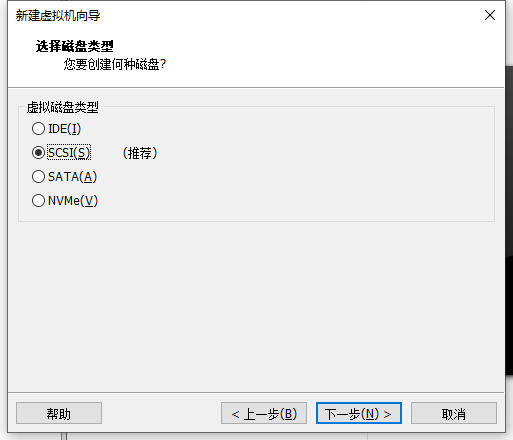 新建虚拟机向导
选择磁盘类型
您要创建何种磁盘?
虚拟磁盘类型
IDE(I)
SCSI(S) （推荐）
SATA(A)
NVMe(V)
帮助 < 上一步(B) 下一步(N) > 取消